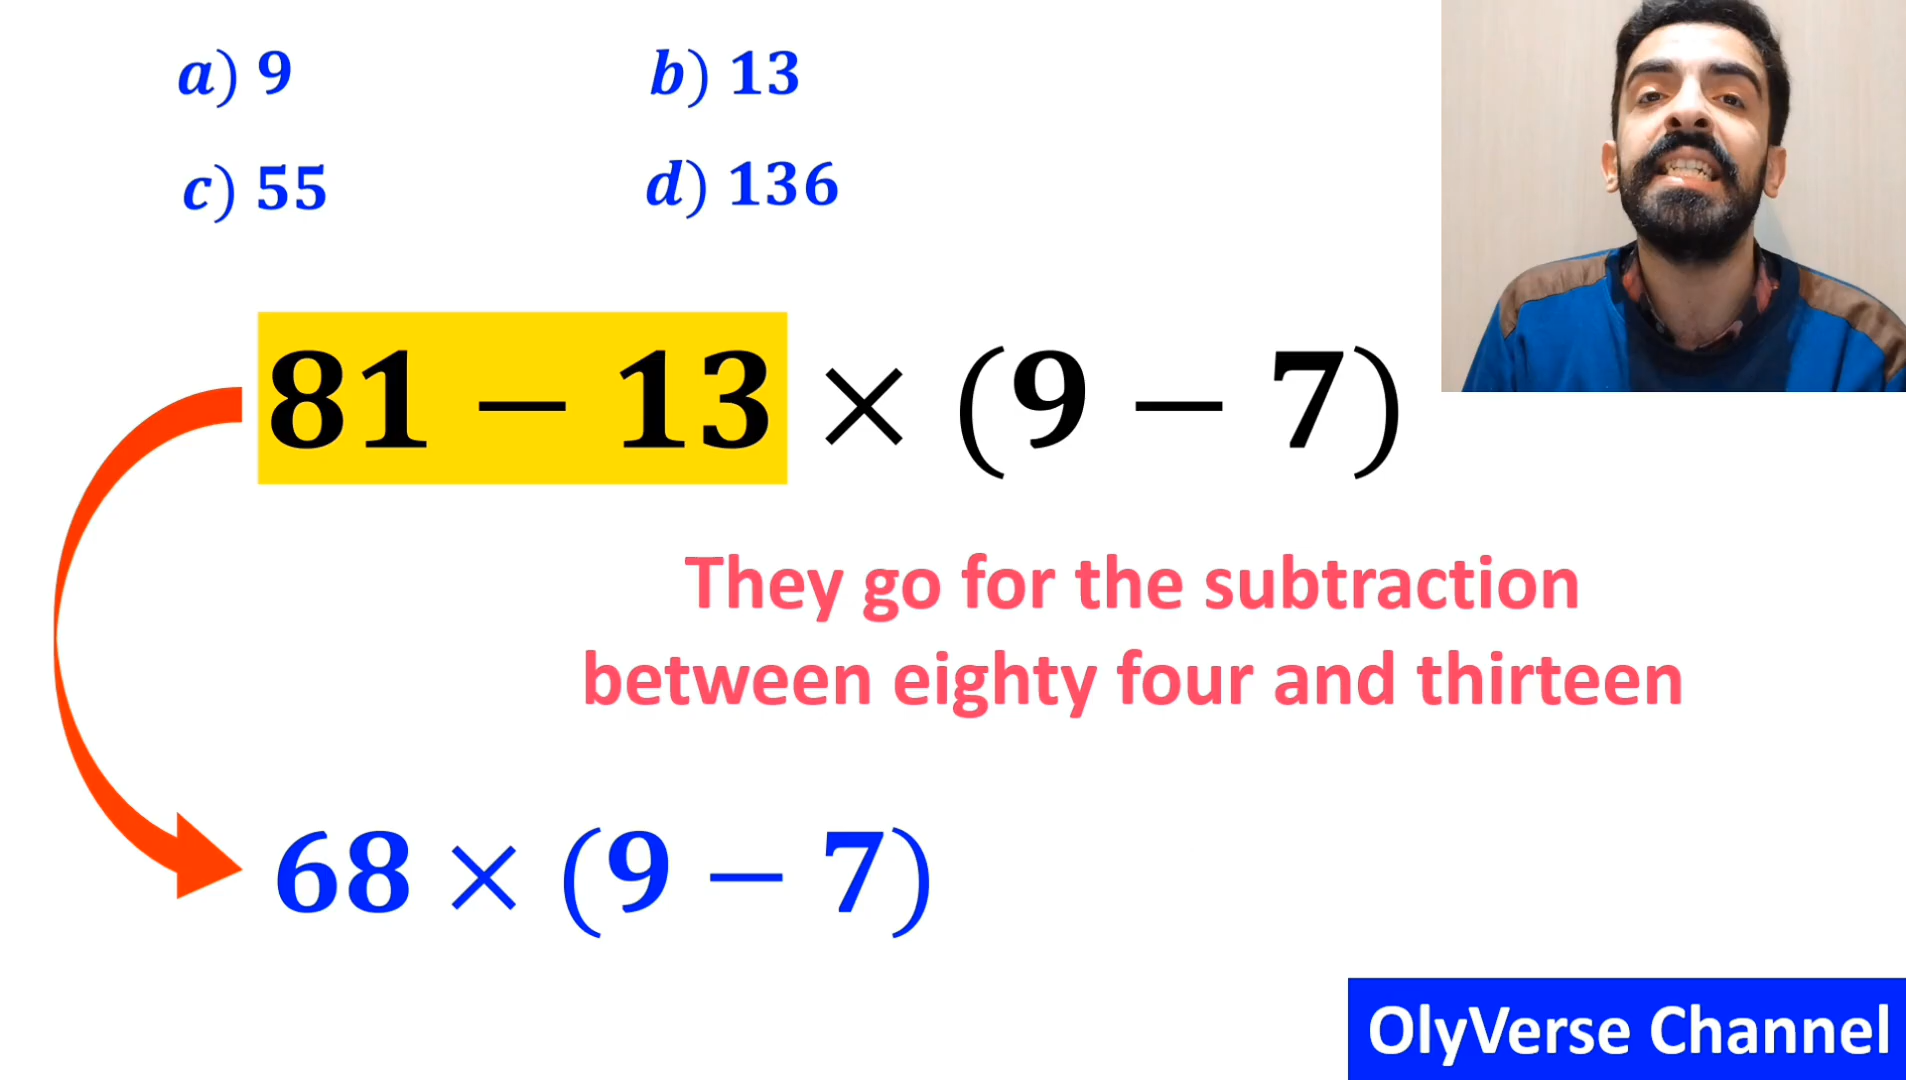 a) 9
b) 13
c) 55
d) 136
81 − 13 × (9 − 7)
They go for the subtraction
between eighty four and thirteen
68 × (9 − 7)
OlyVerse Channel